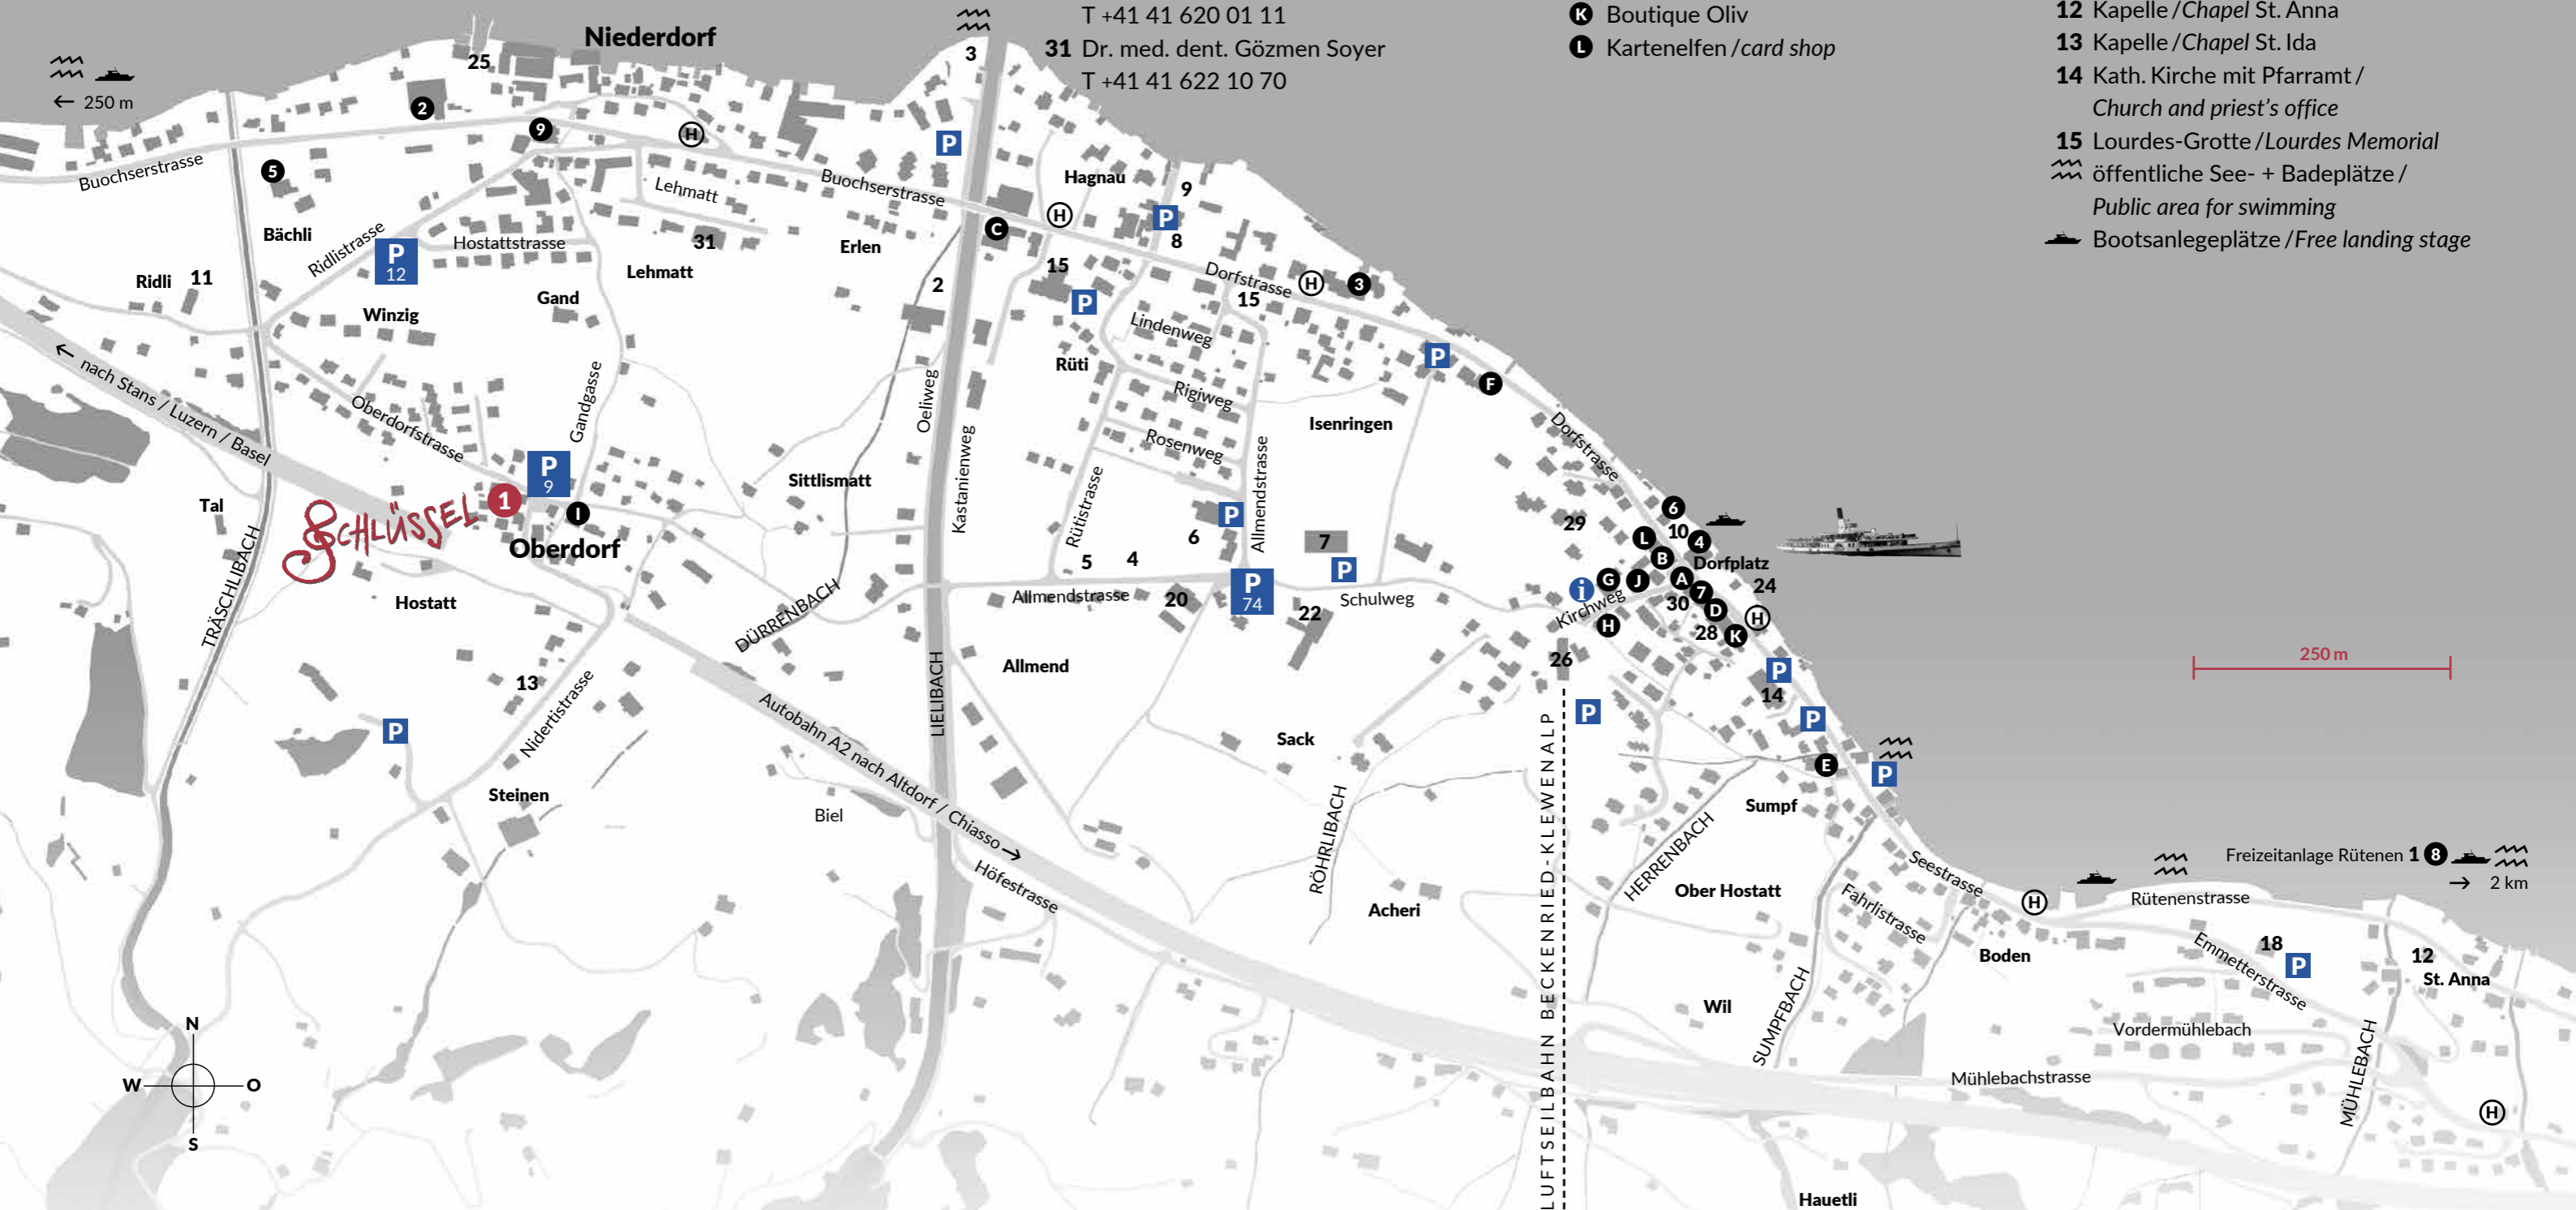 T +41 41 620 01 11
31 Dr. med. dent. Gözmen Soyer
T +41 41 622 10 70
K Boutique Oliv
L Kartenelfen / card shop
12 Kapelle / Chapel St. Anna
13 Kapelle / Chapel St. Ida
14 Kath. Kirche mit Pfarramt /
Church and priest's office
15 Lourdes-Grotte / Lourdes Memorial
öffentliche See- + Badeplätze /
Public area for swimming
Bootsanlegeplätze / Free landing stage
← 250 m
Niederdorf
25
3
2
9
H
P
5
Buochserstrasse
Lehmatt
Buochserstrasse
Hagnau
9
H
P
C
8
Bächli
Ridlistrasse
P
12
Hostattstrasse
31
Erlen
Lehmatt
Ridli
11
15
2
P
Dorfstrasse
H
3
15
Gand
Winzig
Lindenweg
Rüti
P
F
← nach Stans / Luzern / Basel
Oberdorfstrasse
Gandgasse
Oeliweg
Rigiweg
Isenringen
Dorfstrasse
Rosenweg
Kastanienweg
Allmendstrasse
P
9
1
SCHLÜSSEL
I
Oberdorf
Sittlismatt
Rütistrasse
Tal
P
6
7
P
29
6
10
L
4
B
Dorfplatz
TRÄSCHLIBACH
5
4
Allmendstrasse
20
P
74
22
Schulweg
i
G
J
A
7
24
Kirchweg
30
D
H
H
28
K
Hostatt
DÜRRENBACH
26
250 m
Allmend
LIELIBACH
13
Nidertistrasse
P
P
14
P
P
Sack
Autobahn A2 nach Altdorf / Chiasso →
E
P
Steinen
Biel
Sumpf
RÖHRLIBACH
HERRENBACH
LUFTSEILBAHN BECKENRIED-KLEWENALP
Höfestrasse
Seestrasse
Freizeitanlage Rütenen 1 8
→ 2 km
Acheri
Ober Hostatt
Fahrlistrasse
H
Rütenenstrasse
Boden
Emmetterstrasse
18
P
12
St. Anna
Wil
SUMPFBACH
Vordermühlebach
Mühlebachstrasse
MÜHLEBACH
H
N
W
O
S
Hauetli